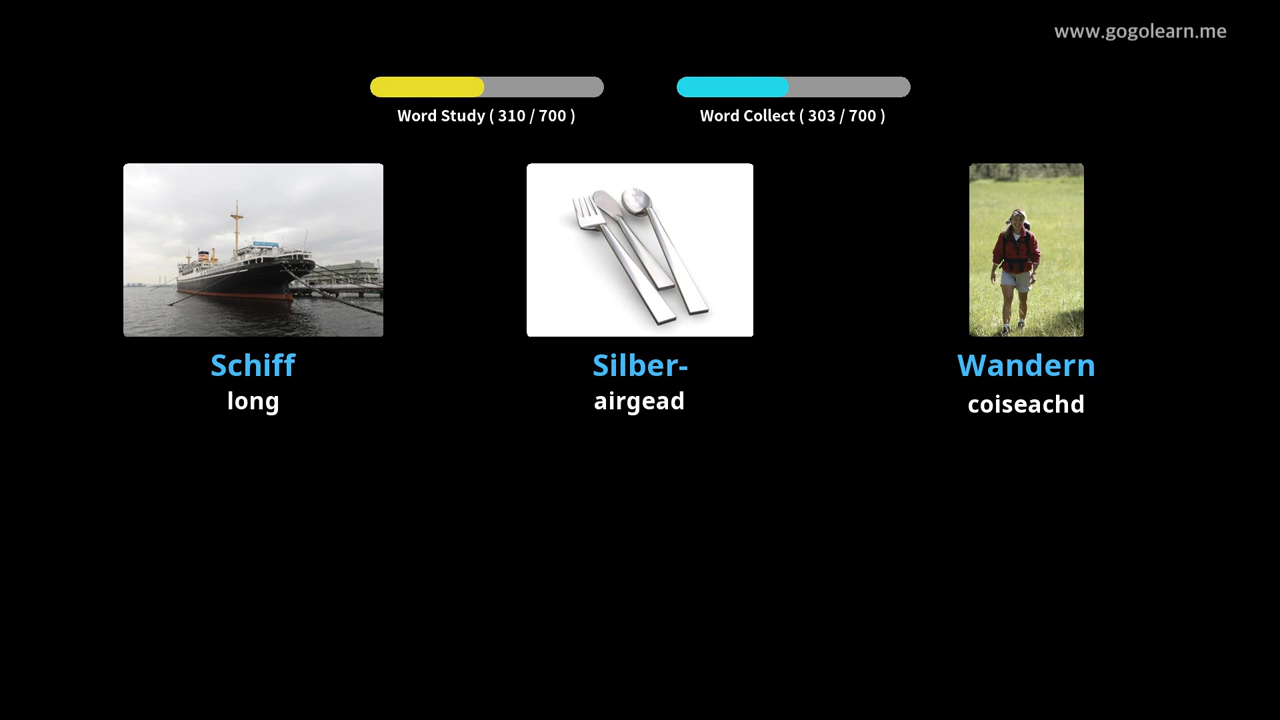 www.gogolearn.me
Word Study ( 310 / 700 )
Word Collect ( 303 / 700 )
Schiff
long
Silber-
airgead
Wandern
coiseachd